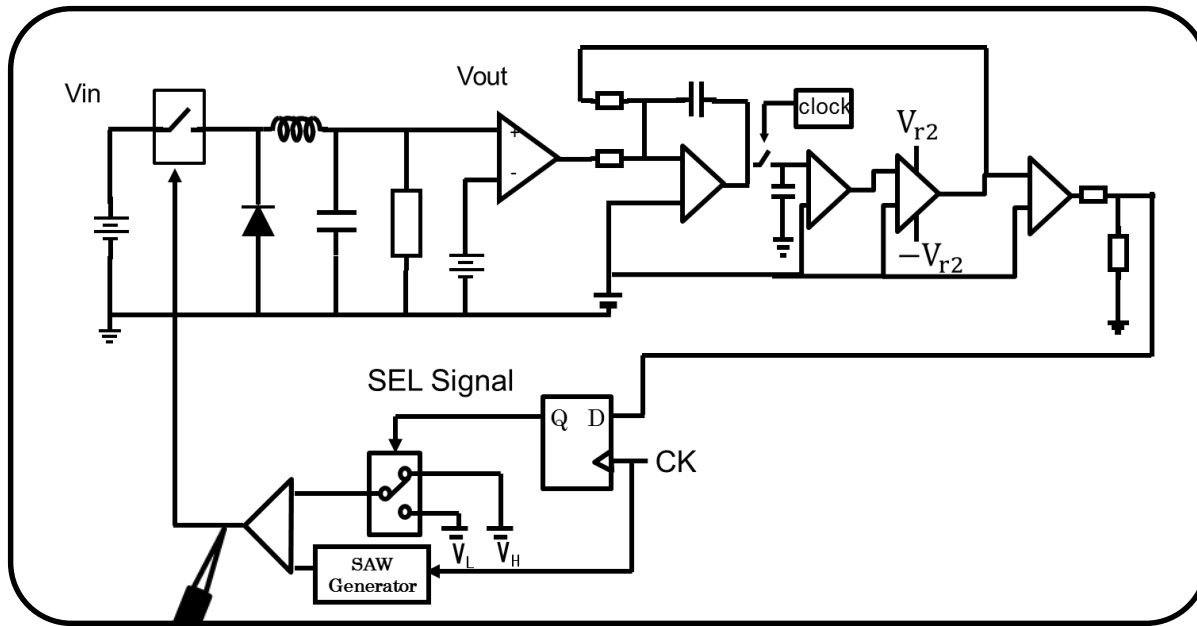 Vin
Vout
+
-
clock
Vr2
−Vr2
SEL Signal
Q D
CK
VL
VH
SAW
Generator